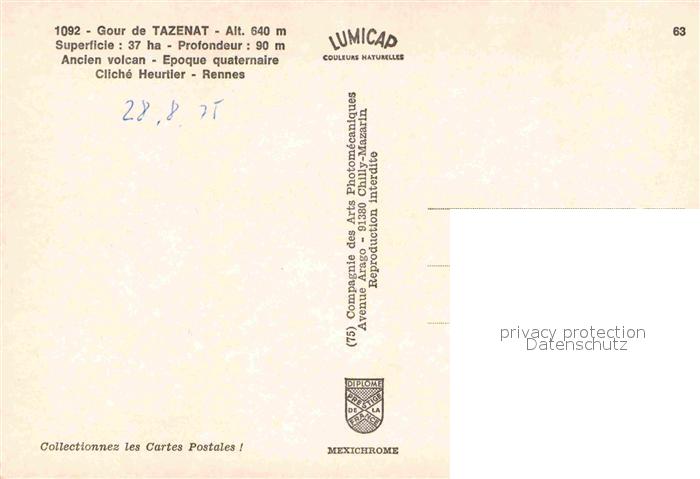 1092 - Gour de TAZENAT - Alt. 640 m
Superficie : 37 ha - Profondeur : 90 m
Ancien volcan - Epoque quaternaire
Cliché Heurtier - Rennes
28.8.75
LUMICAP
COULEURS NATURELLES
63
(75) Compagnie des Arts Photomécaniques
Avenue Arago - 91380 Chilly-Mazarin
Reproduction interdite
privacy protection
Datenschutz
DIPLOME
PRESTIGE
DE LA
FRANCE
MEXICHROME
Collectionnez les Cartes Postales !